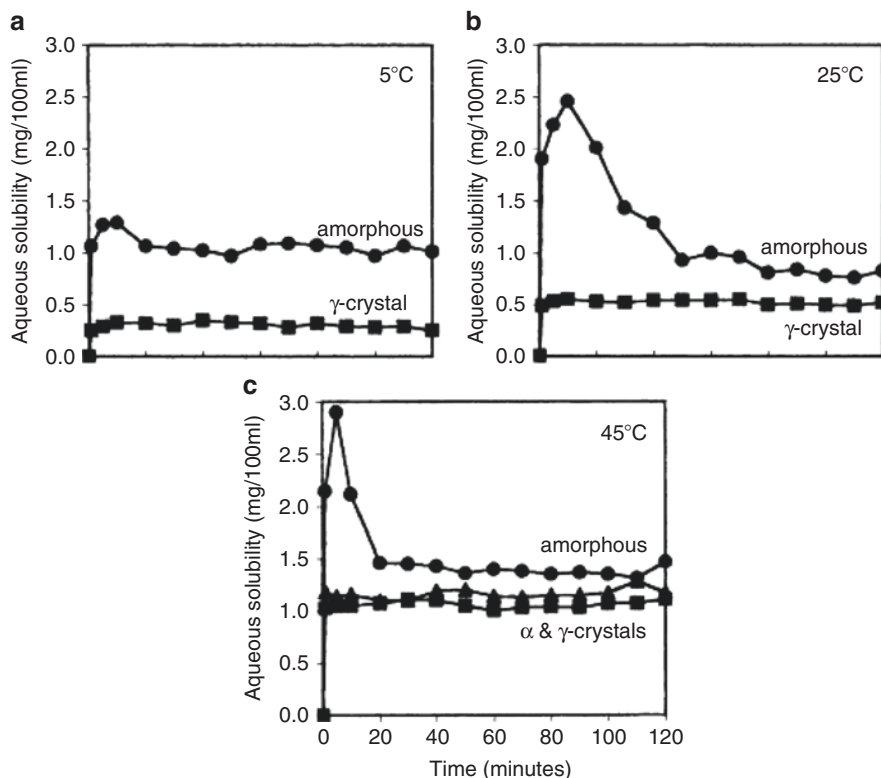 a
3.0
5°C
2.5
2.0
1.5
amorphous
1.0
γ-crystal
0.5
0.0
Aqueous solubility (mg/100ml)
b
3.0
25°C
2.5
2.0
1.5
amorphous
1.0
0.5
γ-crystal
0.0
Aqueous solubility (mg/100ml)
c
3.0
45°C
2.5
2.0
amorphous
1.5
1.0
α & γ-crystals
0.5
0.0
Aqueous solubility (mg/100ml)
0 20 40 60 80 100 120
Time (minutes)